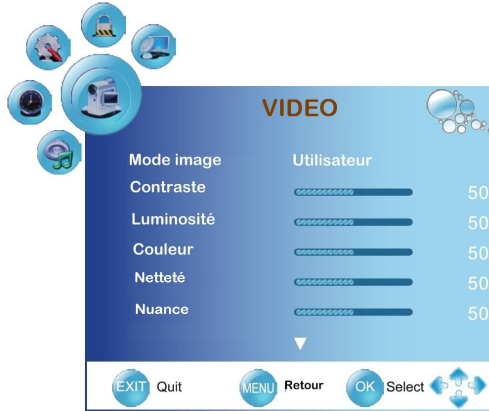 VIDEO
Mode image Utilisateur
Contraste 50
Luminosité 50
Couleur 50
Netteté 50
Nuance 50
EXIT Quit MENU Retour OK Select